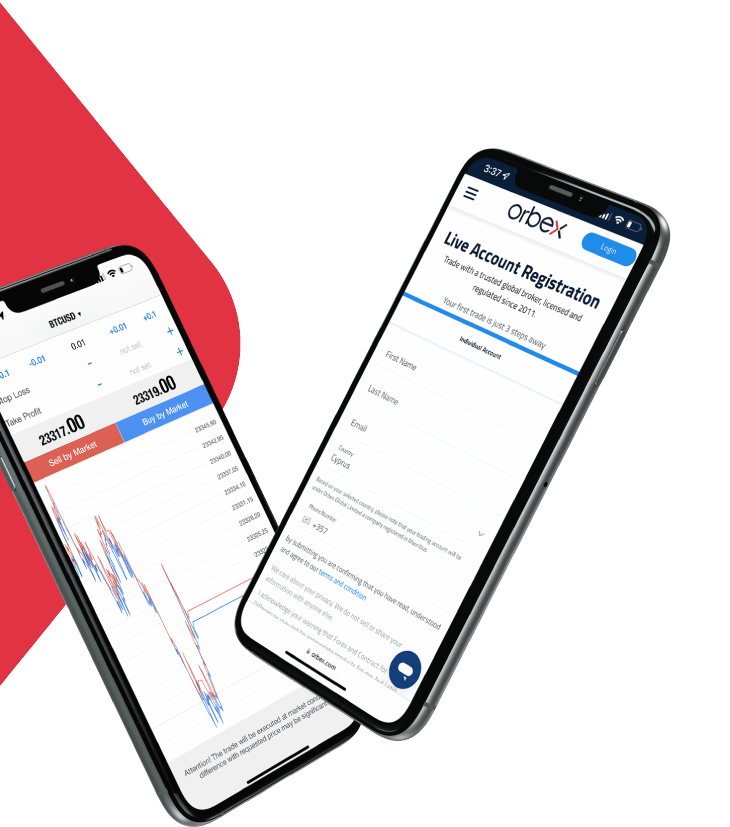 BTCUSD ▾
-0.01 0.01 +0.01 +0.1
Stop Loss - not set +
Take Profit - not set +
23317.00 23319.00
Sell by Market Buy by Market
23345.90
23342.95
23340.00
23337.05
23334.10
23331.15
23328.20
23325.25
Attention! The trade will be executed at market
difference with requested price may be
3:37
orbex
Login
Live Account Registration
Trade with a trusted global broker, licensed and
regulated since 2011.
Your first trade is just 3 steps away
Individual Account
First Name
Last Name
Email
Country
Cyprus
Based on your selected country, please note that your trading account will be
under Orbex Global Limited a company registered in Mauritius
Phone Number
+357
by submitting you are confirming that you have read, understood
and agree to our terms and condition
We care about your privacy. We do not sell or share your
information with anyone else.
I acknowledge your warning that Forex and Contract for
orbex.com